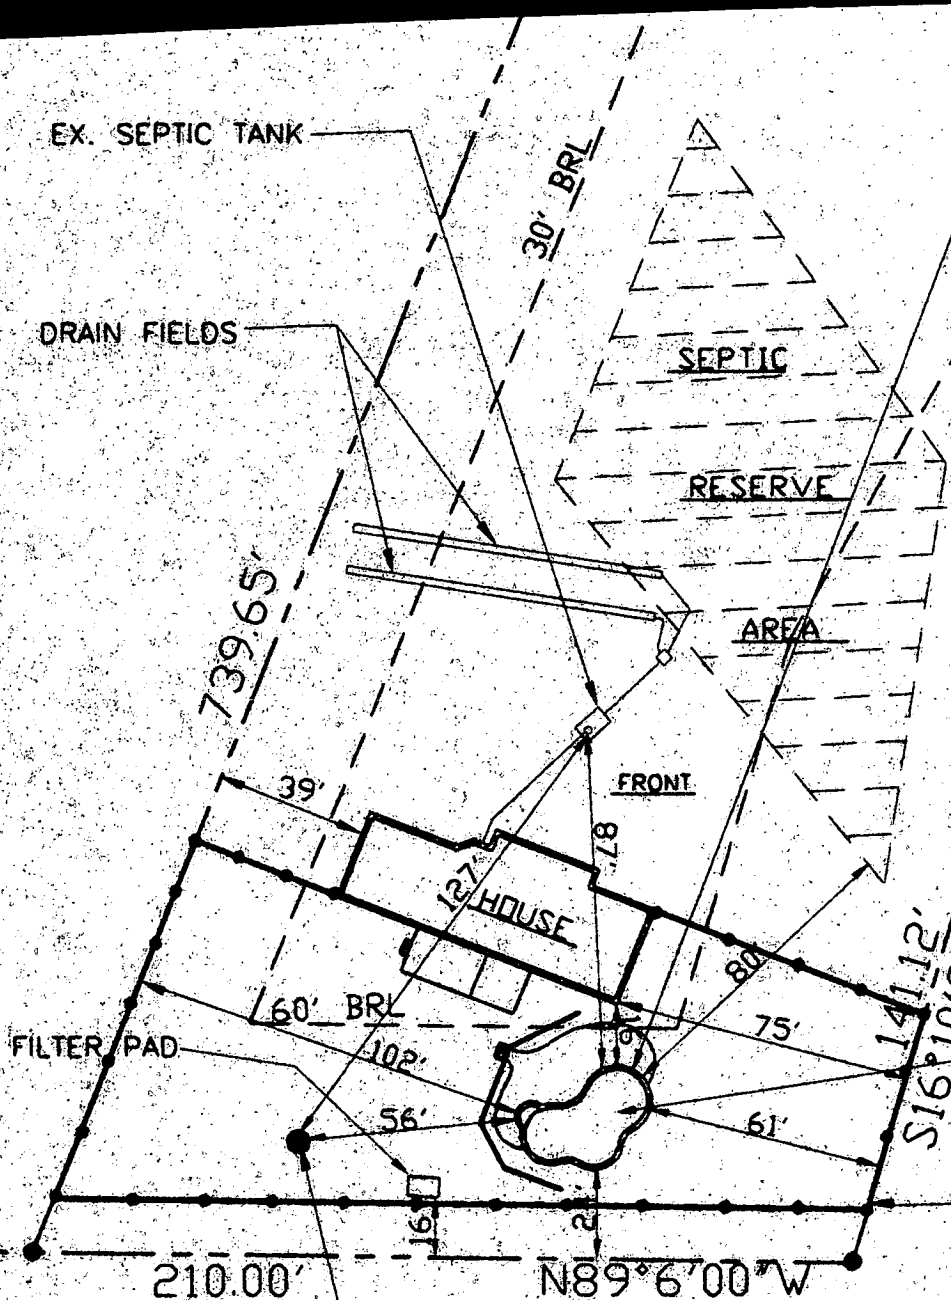 EX. SEPTIC TANK
30' BRL
DRAIN FIELDS
SEPTIC
RESERVE
AREA
739.65'
39'
FRONT
87'
127'
HOUSE
80'
141.12'
60' BRL
75'
FILTER PAD
102'
56'
61'
16'
210.00'
N89°6'00"W